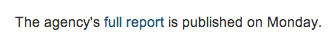 The agency's full report is published on Monday.